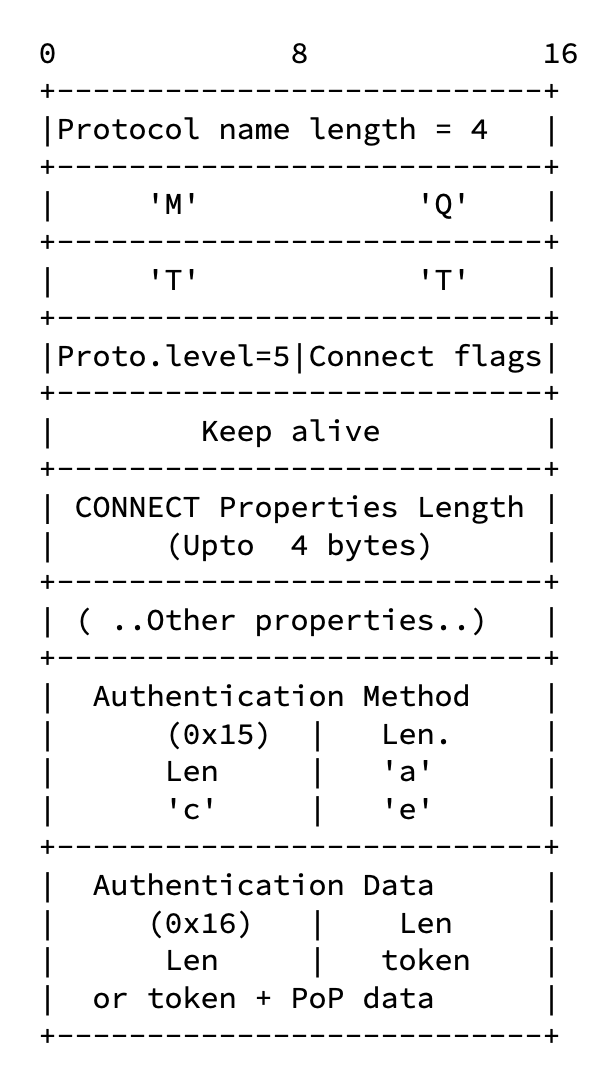 0             8             16
+---------------------------+
|Protocol name length = 4   |
+---------------------------+
|     'M'            'Q'    |
+---------------------------+
|     'T'            'T'    |
+---------------------------+
|Proto.level=5|Connect flags|
+---------------------------+
|        Keep alive         |
+---------------------------+
| CONNECT Properties Length |
|      (Upto  4 bytes)      |
+---------------------------+
| ( ..Other properties..)   |
+---------------------------+
|  Authentication Method    |
|      (0x15)  |   Len.     |
|      Len     |   'a'      |
|      'c'     |   'e'      |
+---------------------------+
|  Authentication Data      |
|     (0x16)   |    Len     |
|      Len     |   token    |
|  or token + PoP data      |
+---------------------------+